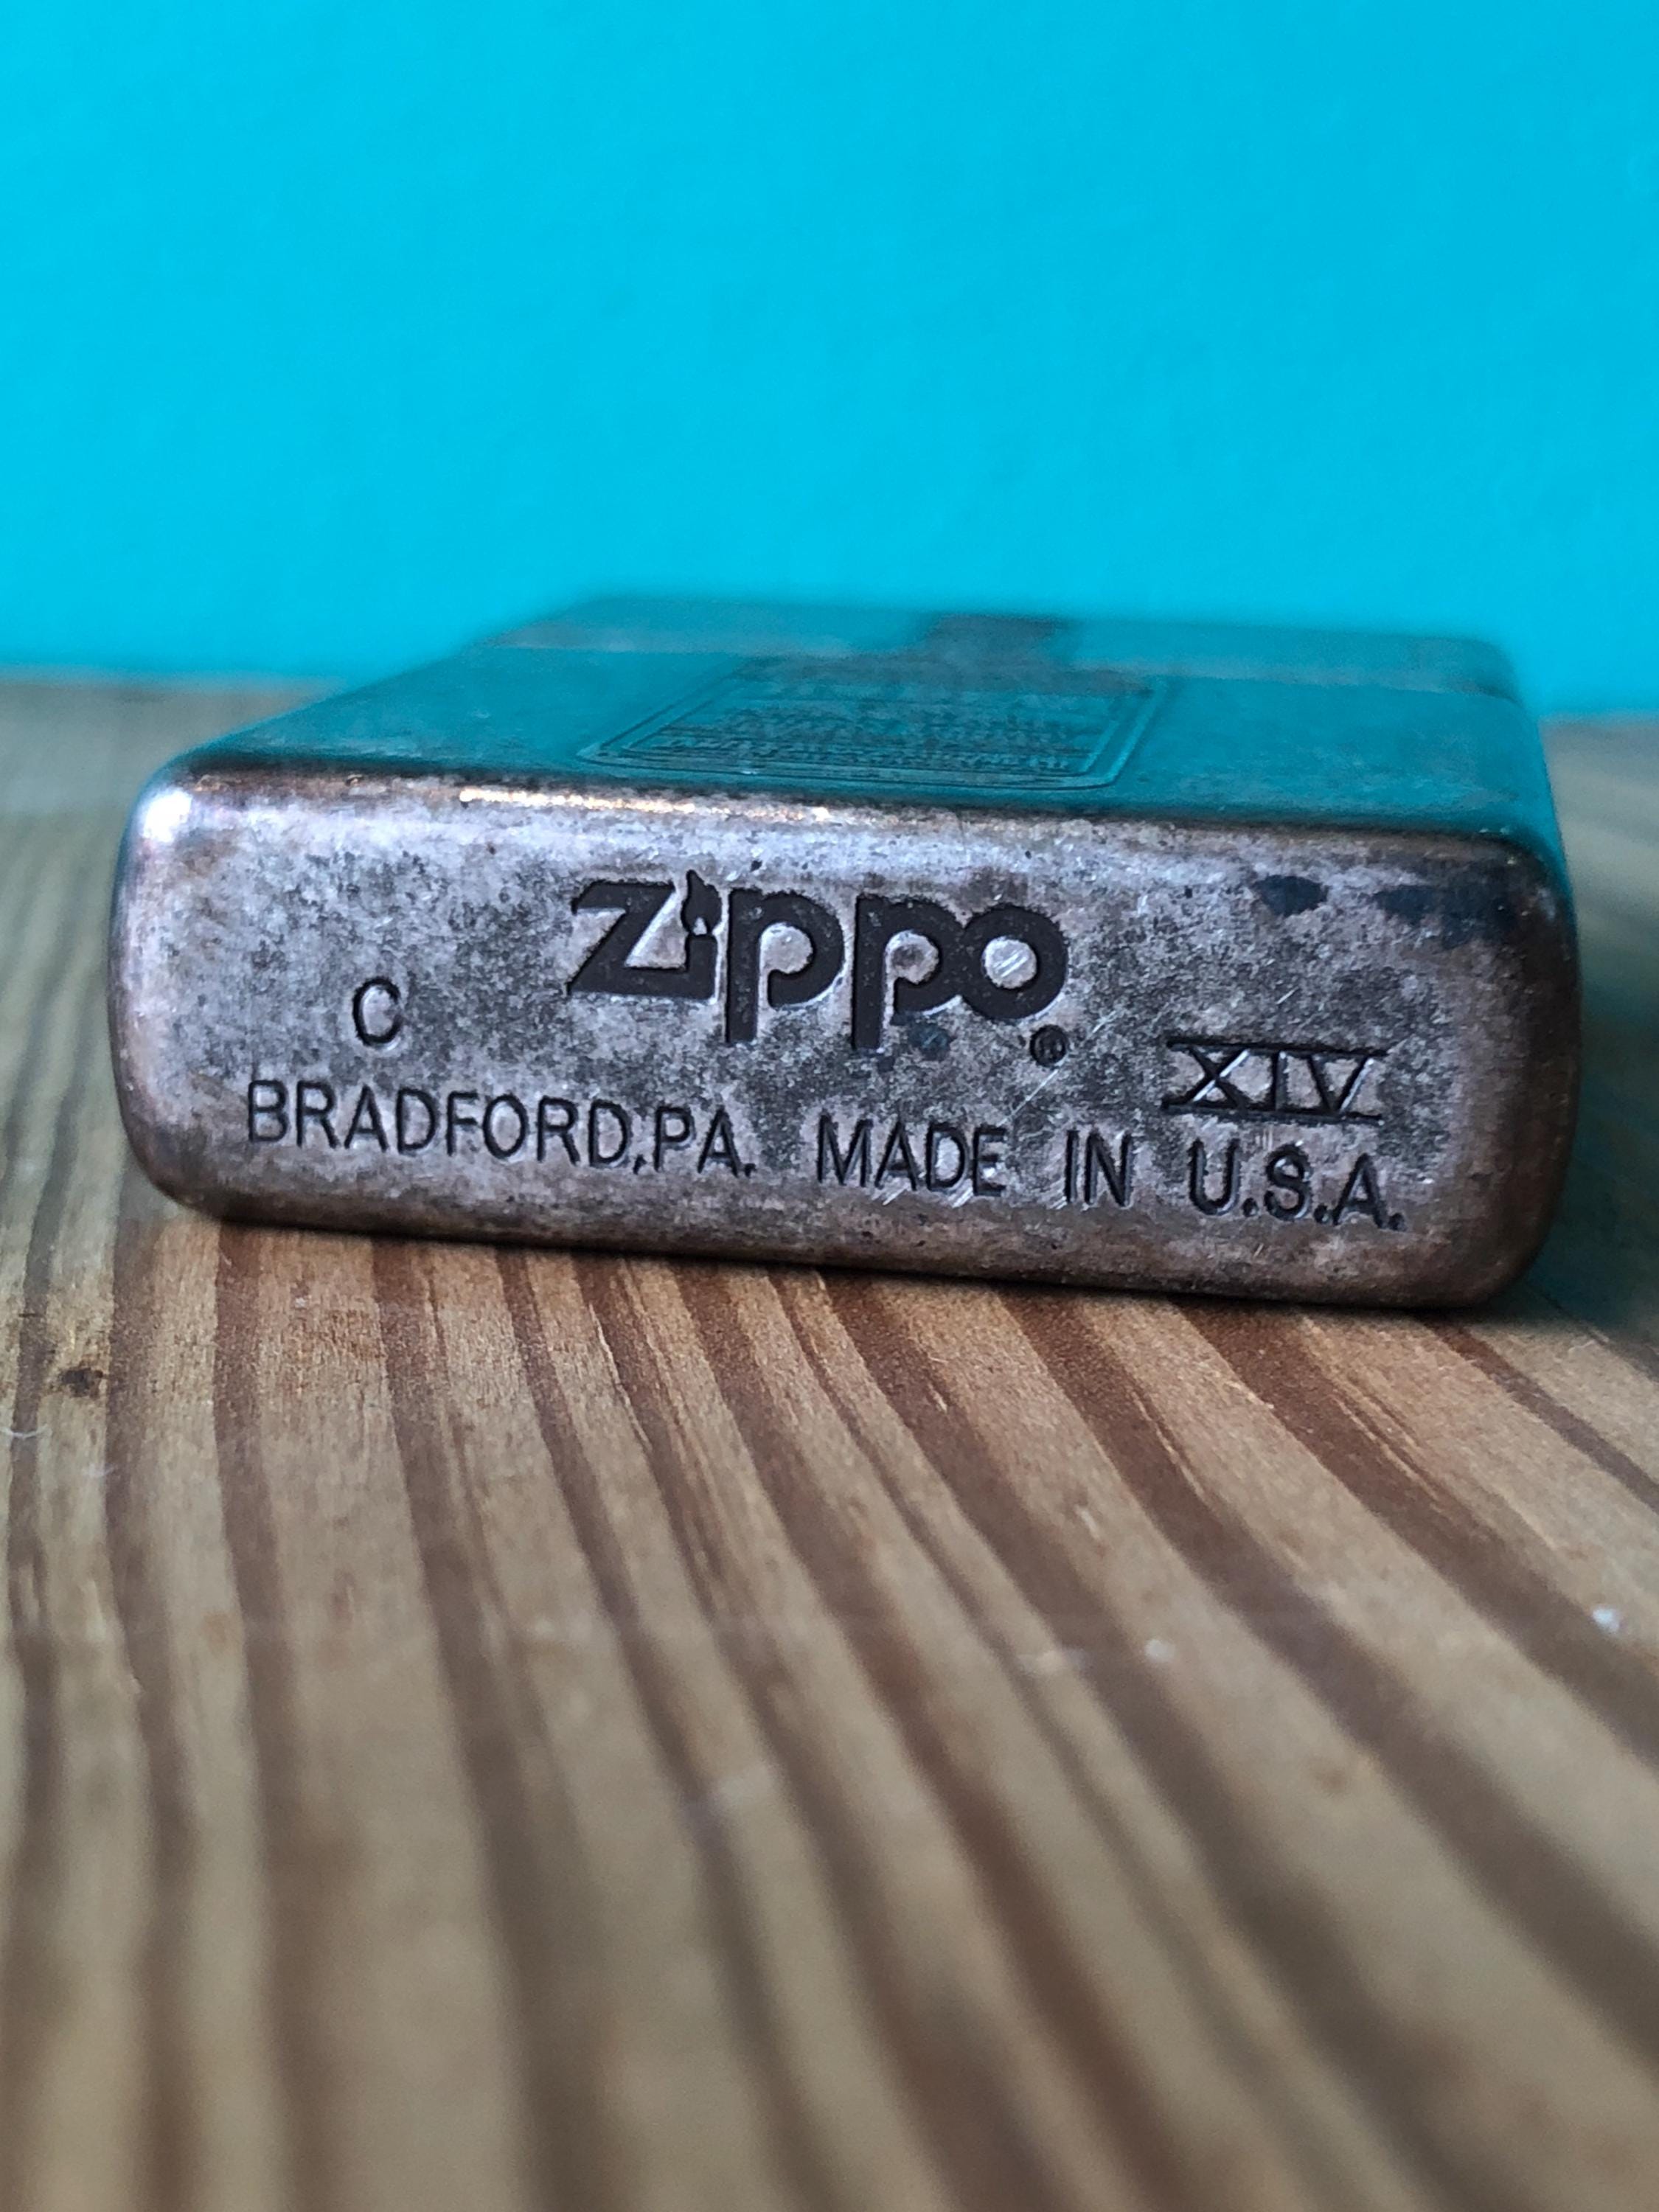 zippo®
C XIV
BRADFORD,PA. MADE IN U.S.A.